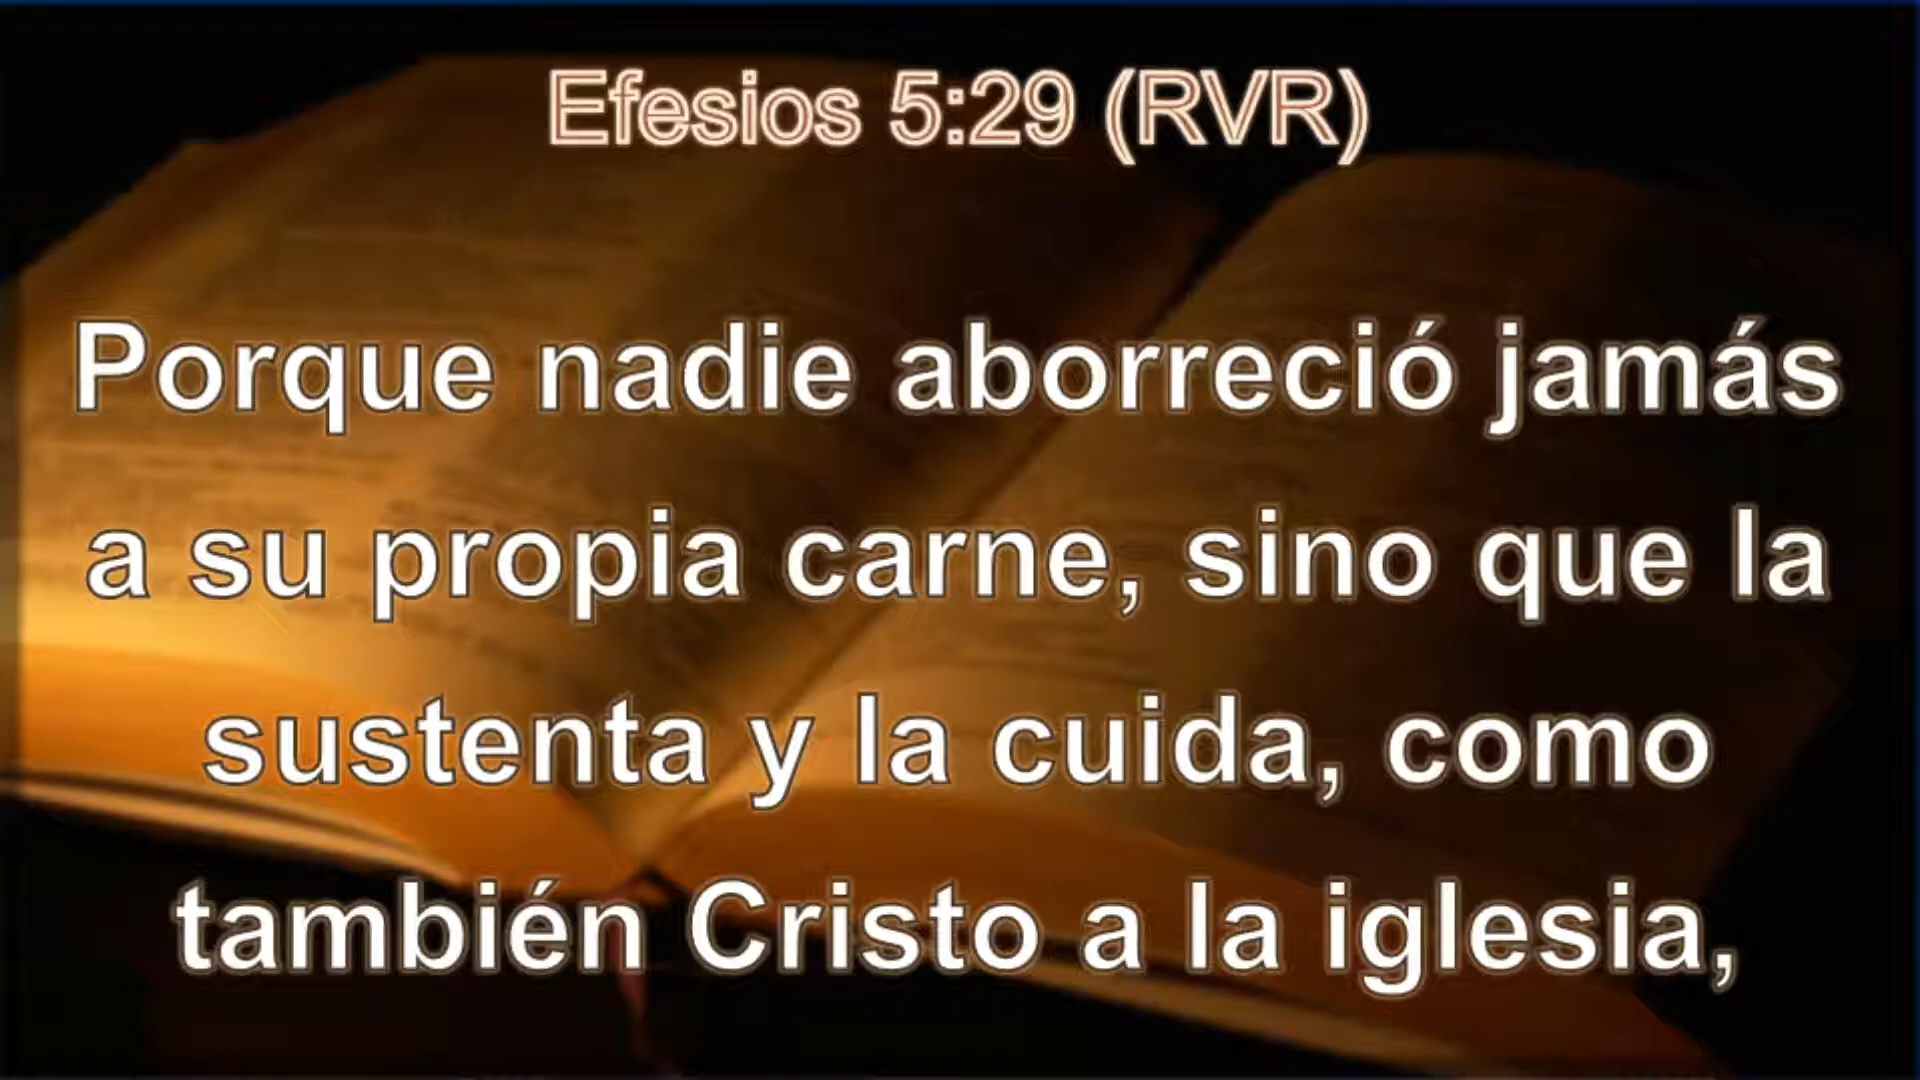 Efesios 5:29 (RVR)
Porque nadie aborreció jamás
a su propia carne, sino que la
sustenta y la cuida, como
también Cristo a la iglesia,